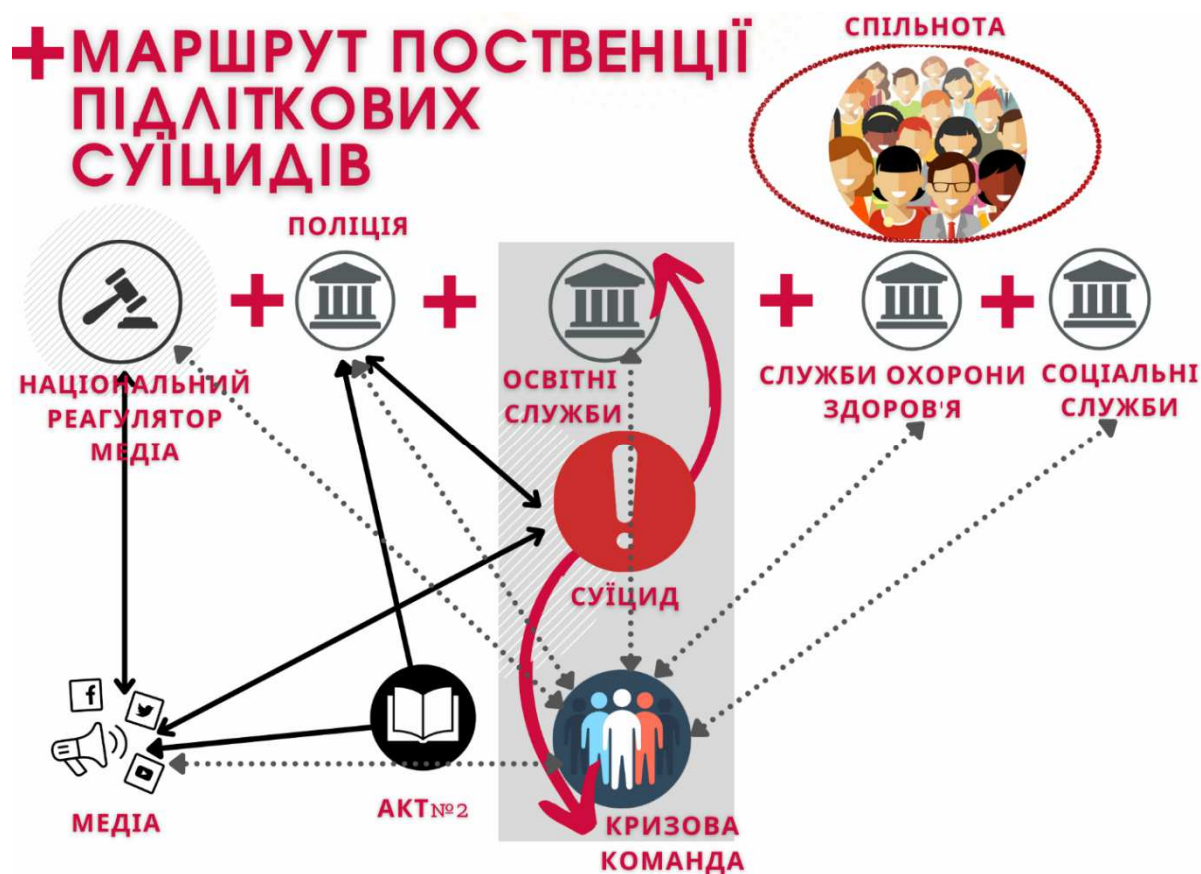 МАРШРУТ ПОСТВЕНЦІЇ
ПІДЛІТКОВИХ
СУЇЦИДІВ
СПІЛЬНОТА
ПОЛІЦІЯ
НАЦІОНАЛЬНИЙ
РЕАГУЛЯТОР
МЕДІА
ОСВІТНІ
СЛУЖБИ
СЛУЖБИ ОХОРОНИ
ЗДОРОВ'Я
СОЦІАЛЬНІ
СЛУЖБИ
СУЇЦИД
МЕДІА
АКТ№2
КРИЗОВА
КОМАНДА